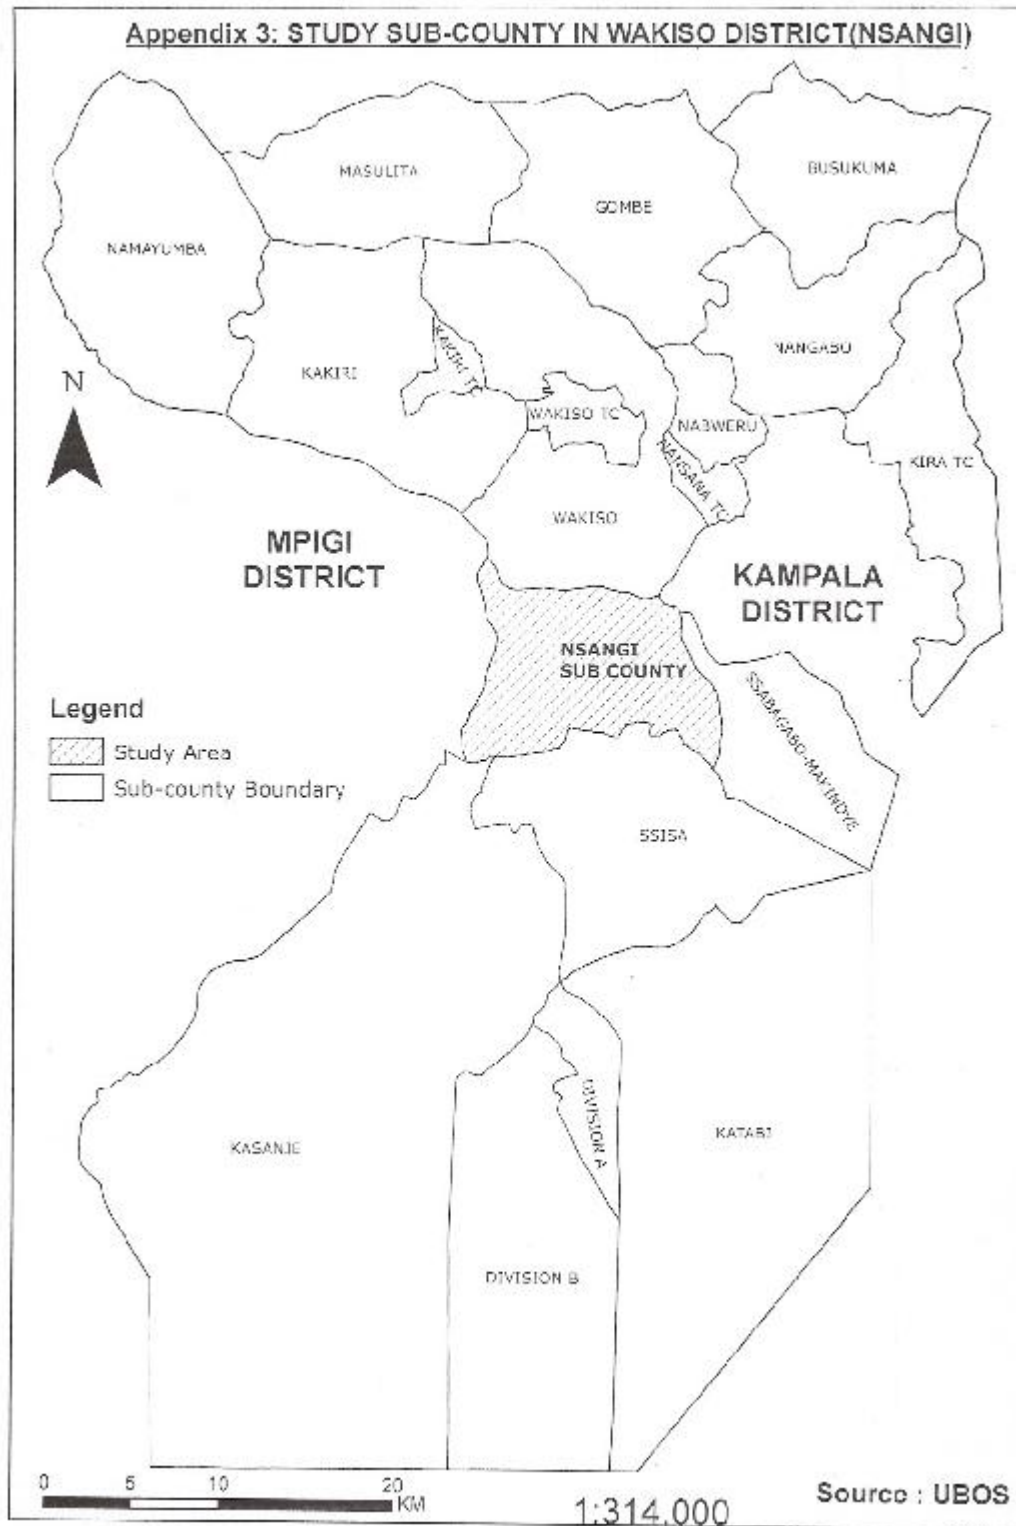 Appendix 3: STUDY SUB-COUNTY IN WAKISO DISTRICT(NSANGI)
BUSUKUMA
MASULITA
GOMBE
NAMAYUMBA
NANGABO
KAKIRI TC
KAKIRI
N
WAKISO TC
NABWERU
NANSANA TC
KIRA TC
WAKISO
MPIGI
DISTRICT
KAMPALA
DISTRICT
NSANGI
SUB COUNTY
SSABAGABO-MAKINDYE
Legend
Study Area
Sub-county Boundary
SSISA
DIVISION A
KATABI
KASANJE
DIVISION B
0 5 10 20
KM
1:314,000
Source : UBOS